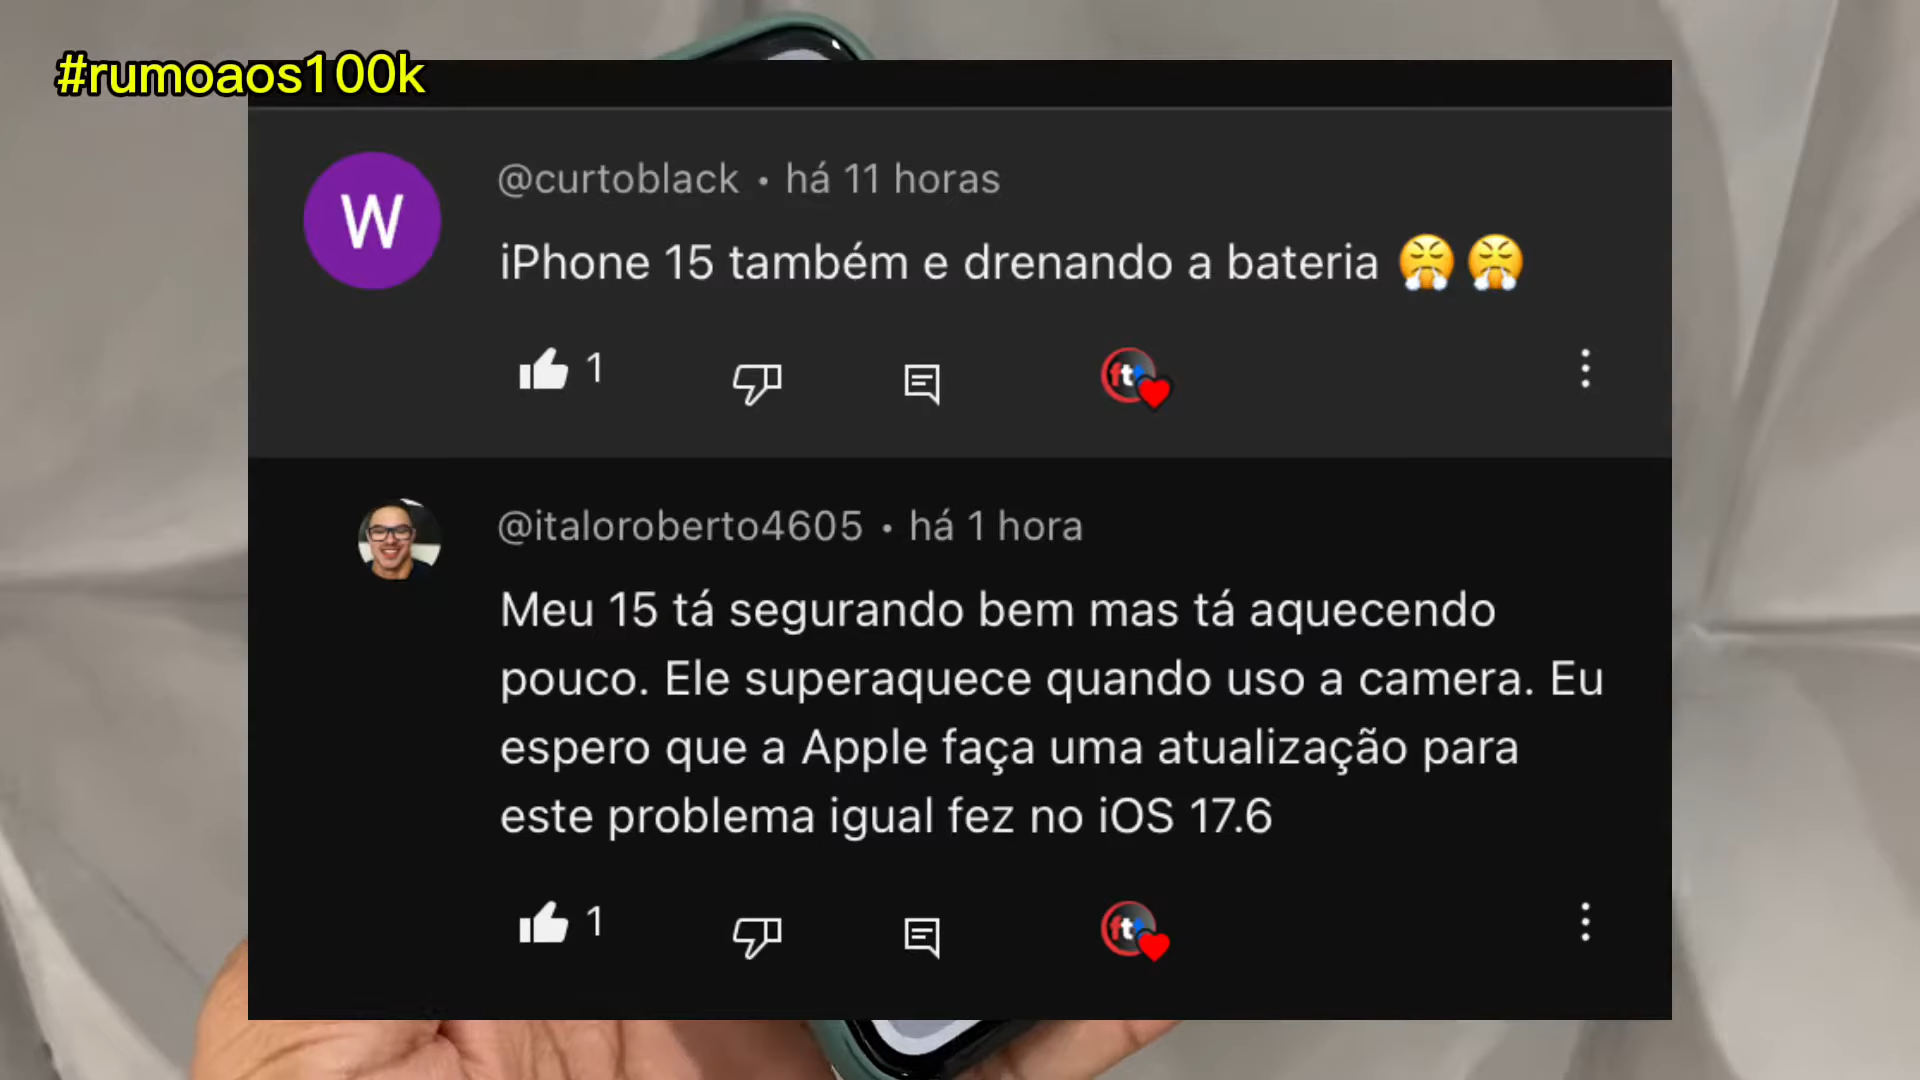 #rumoaos100k
W
@curtoblack • há 11 horas
iPhone 15 também e drenando a bateria 😤 😤
1
ft
@italoroberto4605 • há 1 hora
Meu 15 tá segurando bem mas tá aquecendo
pouco. Ele superaquece quando uso a camera. Eu
espero que a Apple faça uma atualização para
este problema igual fez no iOS 17.6
1
ft